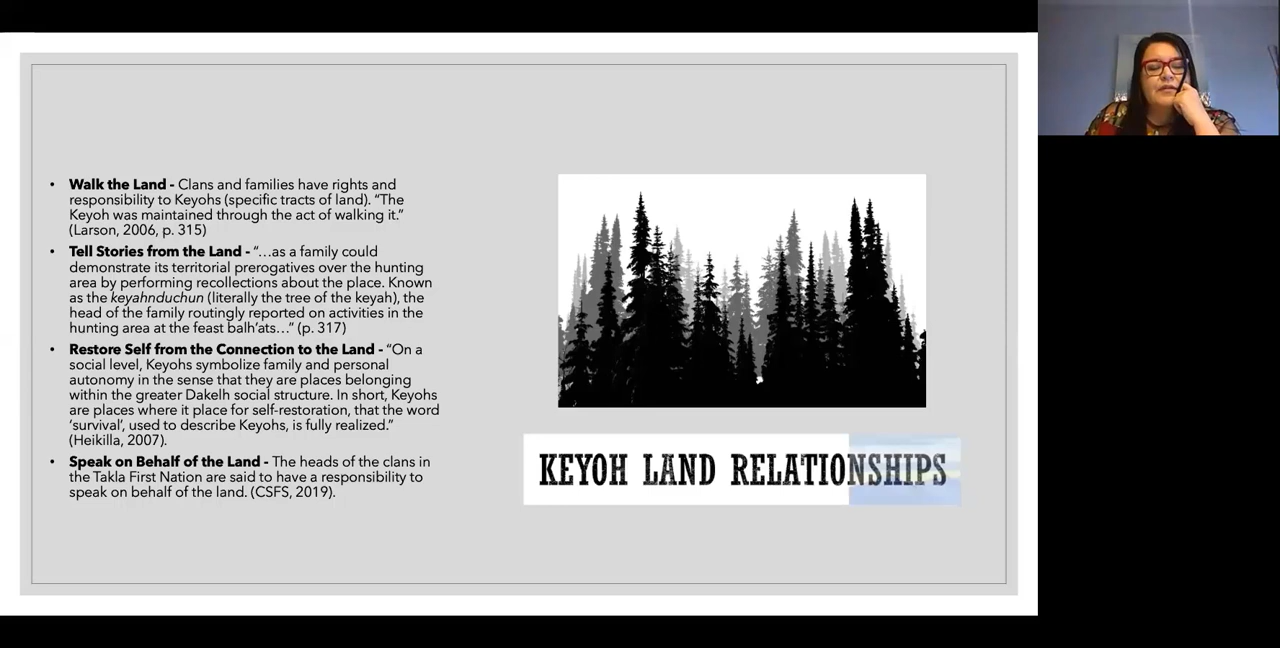 • Walk the Land - Clans and families have rights and
responsibility to Keyohs (specific tracts of land). “The
Keyoh was maintained through the act of walking it.”
(Larson, 2006, p. 315)
• Tell Stories from the Land - “…as a family could
demonstrate its territorial prerogatives over the hunting
area by performing recollections about the place. Known
as the keyahnduchun (literally the tree of the keyah), the
head of the family routingly reported on activities in the
hunting area at the feast balh’ats…” (p. 317)
• Restore Self from the Connection to the Land - “On a
social level, Keyohs symbolize family and personal
autonomy in the sense that they are places belonging
within the greater Dakelh social structure. In short, Keyohs
are places where it place for self-restoration, that the word
‘survival’, used to describe Keyohs, is fully realized.”
(Heikilla, 2007).
• Speak on Behalf of the Land - The heads of the clans in
the Takla First Nation are said to have a responsibility to
speak on behalf of the land. (CSFS, 2019).
KEYOH LAND RELATIONSHIPS